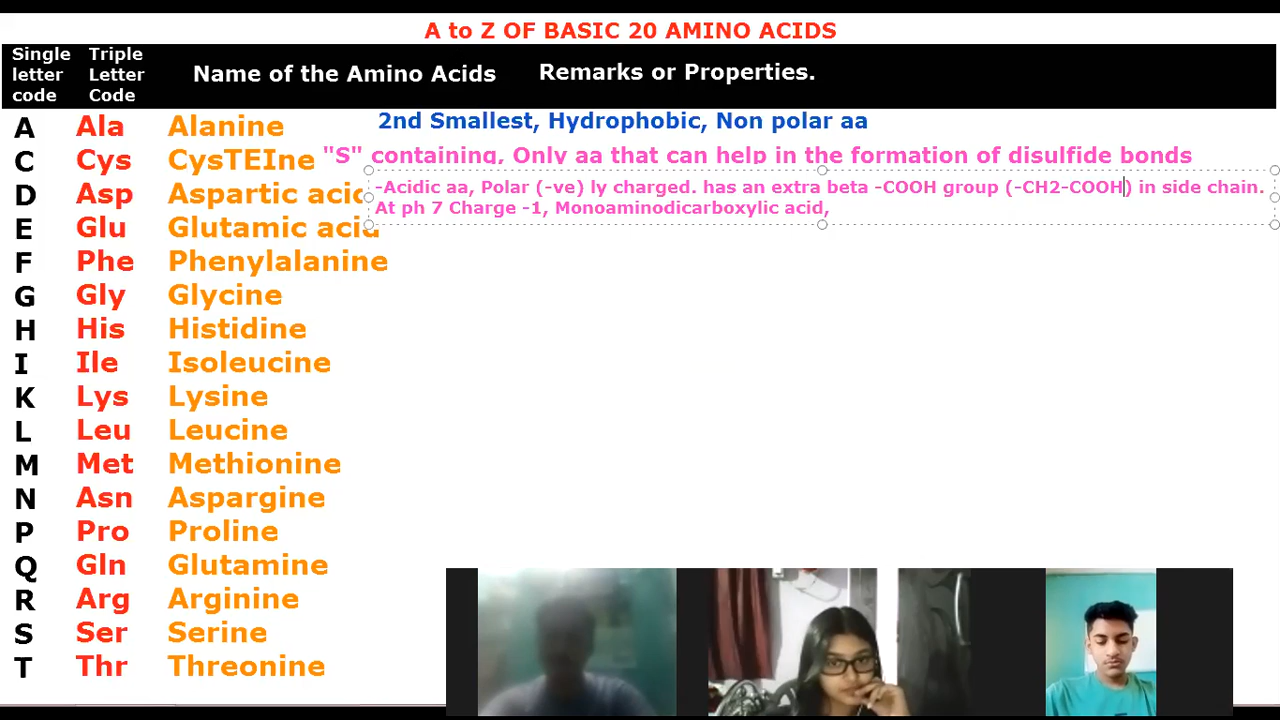 A to Z OF BASIC 20 AMINO ACIDS
Single letter code Triple Letter Code Name of the Amino Acids Remarks or Properties.
A Ala Alanine 2nd Smallest, Hydrophobic, Non polar aa
C Cys CysTEIne "S" containing, Only aa that can help in the formation of disulfide bonds
D Asp Aspartic acid -Acidic aa, Polar (-ve) ly charged. has an extra beta -COOH group (-CH2-COOH) in side chain.
At ph 7 Charge -1, Monoaminodicarboxylic acid,
E Glu Glutamic acid
F Phe Phenylalanine
G Gly Glycine
H His Histidine
I Ile Isoleucine
K Lys Lysine
L Leu Leucine
M Met Methionine
N Asn Aspargine
P Pro Proline
Q Gln Glutamine
R Arg Arginine
S Ser Serine
T Thr Threonine